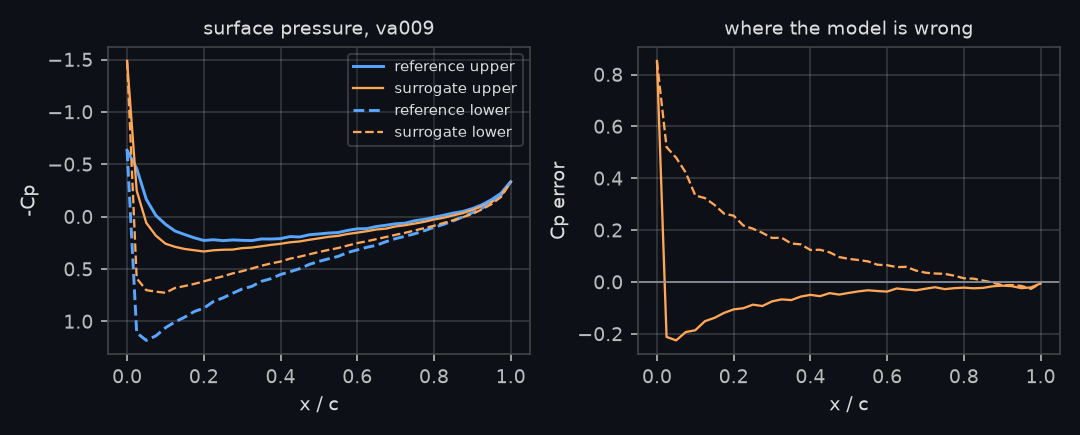 surface pressure, va009
-Cp
−1.5
−1.0
−0.5
0.0
0.5
1.0
reference upper
surrogate upper
reference lower
surrogate lower
0.0 0.2 0.4 0.6 0.8 1.0
x / c
where the model is wrong
Cp error
0.8
0.6
0.4
0.2
0.0
−0.2
0.0 0.2 0.4 0.6 0.8 1.0
x / c